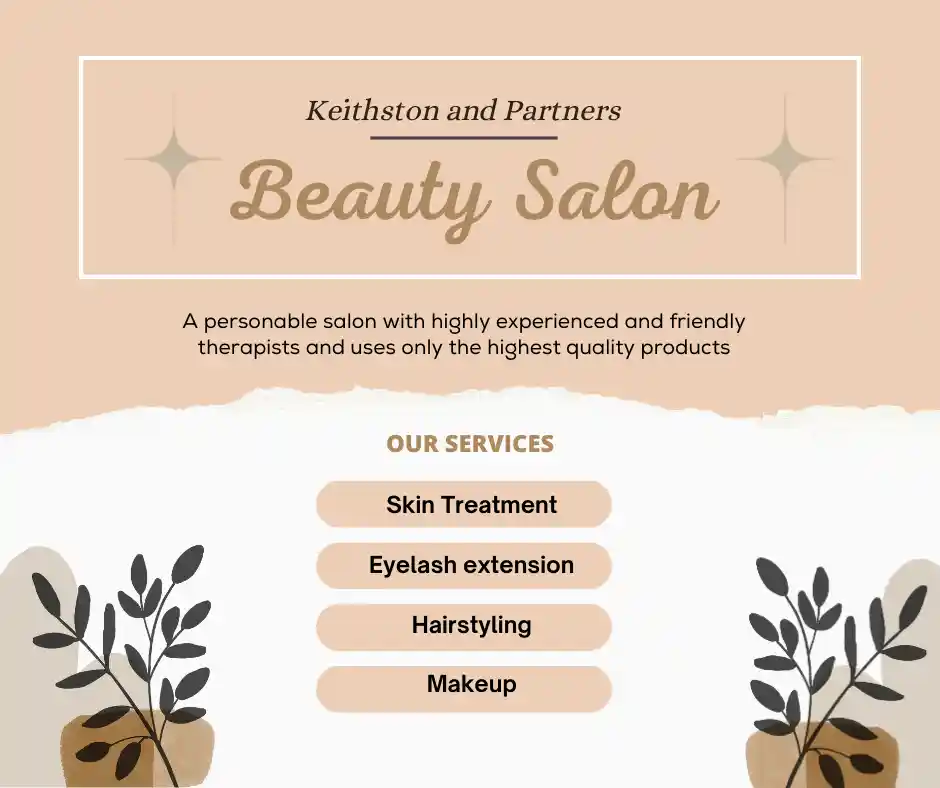 Keithston and Partners
Beauty Salon
A personable salon with highly experienced and friendly
therapists and uses only the highest quality products
OUR SERVICES
Skin Treatment
Eyelash extension
Hairstyling
Makeup